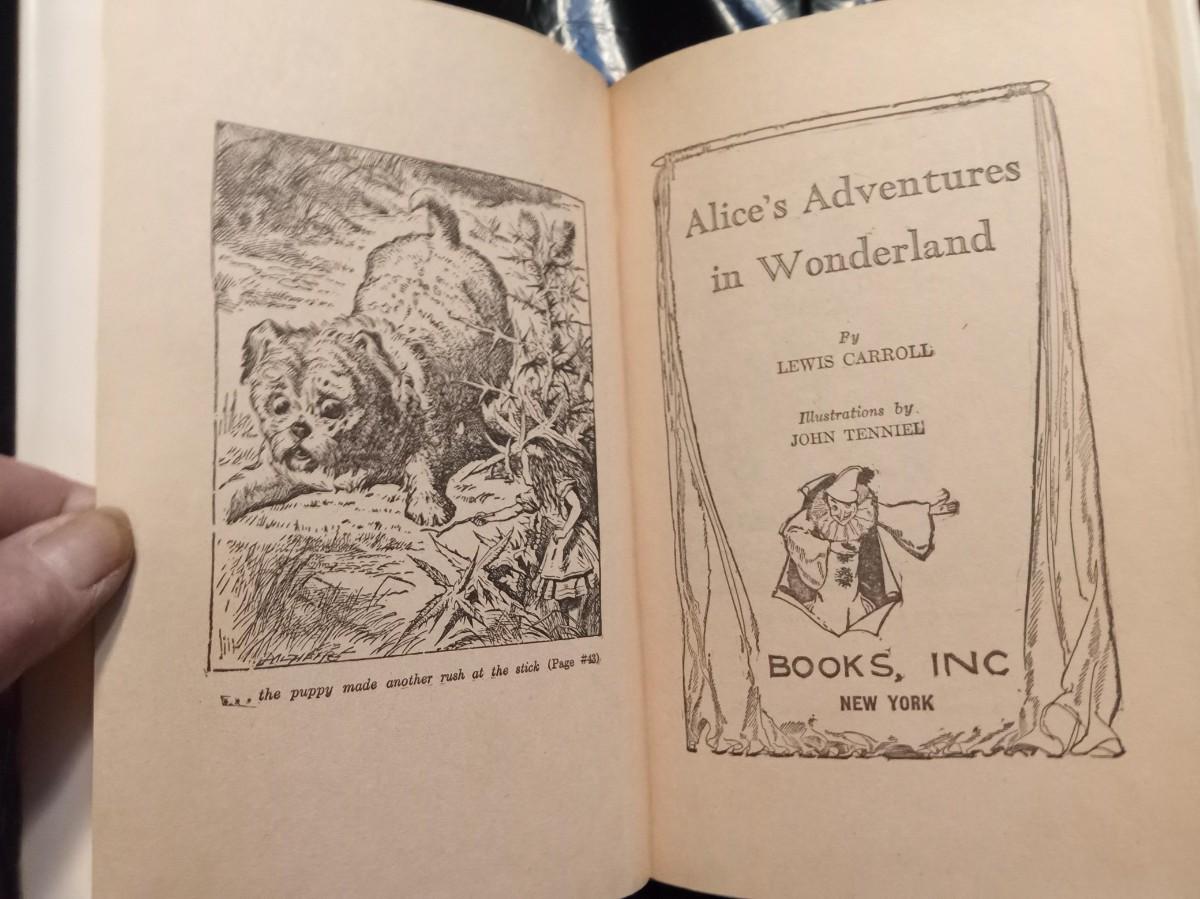 ... the puppy made another rush at the stick (Page #43)
Alice's Adventures
in Wonderland
By
LEWIS CARROLL
Illustrations by
JOHN TENNIEL
BOOKS, INC
NEW YORK